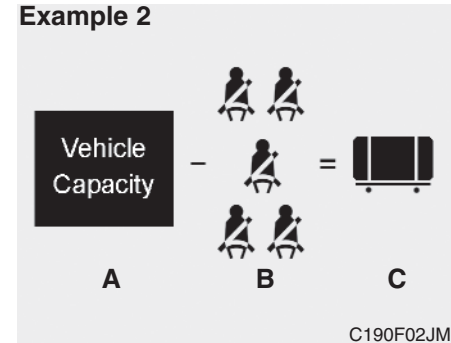 Example 2
Vehicle
Capacity
–
=
A
B
C
C190F02JM